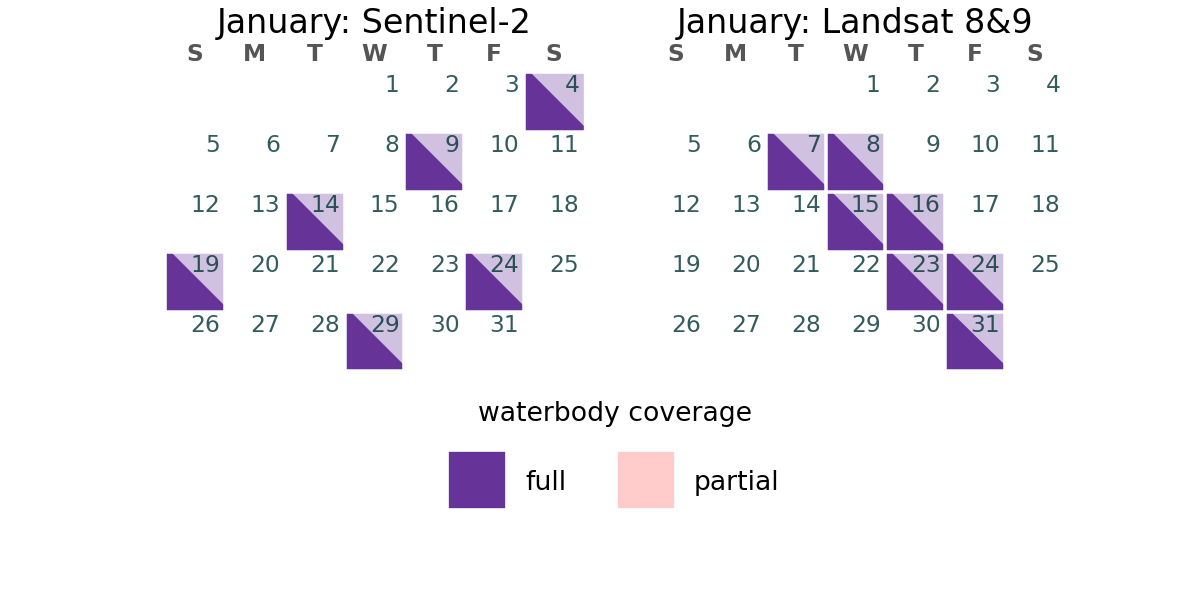 January: Sentinel-2
S M T W T F S
1 2 3 4
5 6 7 8 9 10 11
12 13 14 15 16 17 18
19 20 21 22 23 24 25
26 27 28 29 30 31
January: Landsat 8&9
S M T W T F S
1 2 3 4
5 6 7 8 9 10 11
12 13 14 15 16 17 18
19 20 21 22 23 24 25
26 27 28 29 30 31
waterbody coverage
full partial